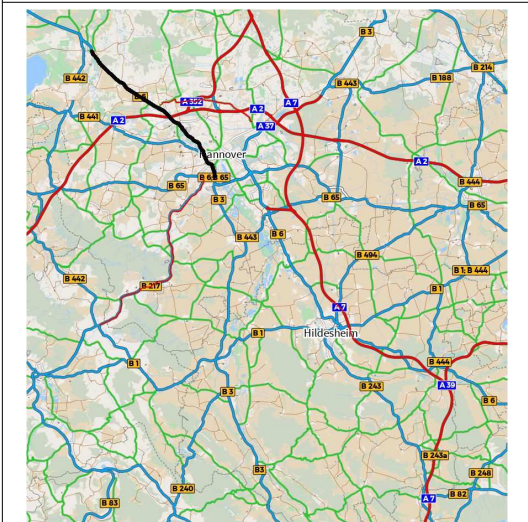 B 3
B 214
B 442
B 188
B 443
B 6
A 352
A 7
A 2
B 441
A 2
A 37
Hannover
A 2
B 65
B 65
B 444
B 3
B 65
B 65
B 443
B 6
B 494
B 442
B 217
B 1; B 444
B 1
A 7
B 1
Hildesheim
B 1
B 444
B 3
B 243
A 39
B 6
B 243a
B3
B 248
B 240
B 83
A 7
B 82